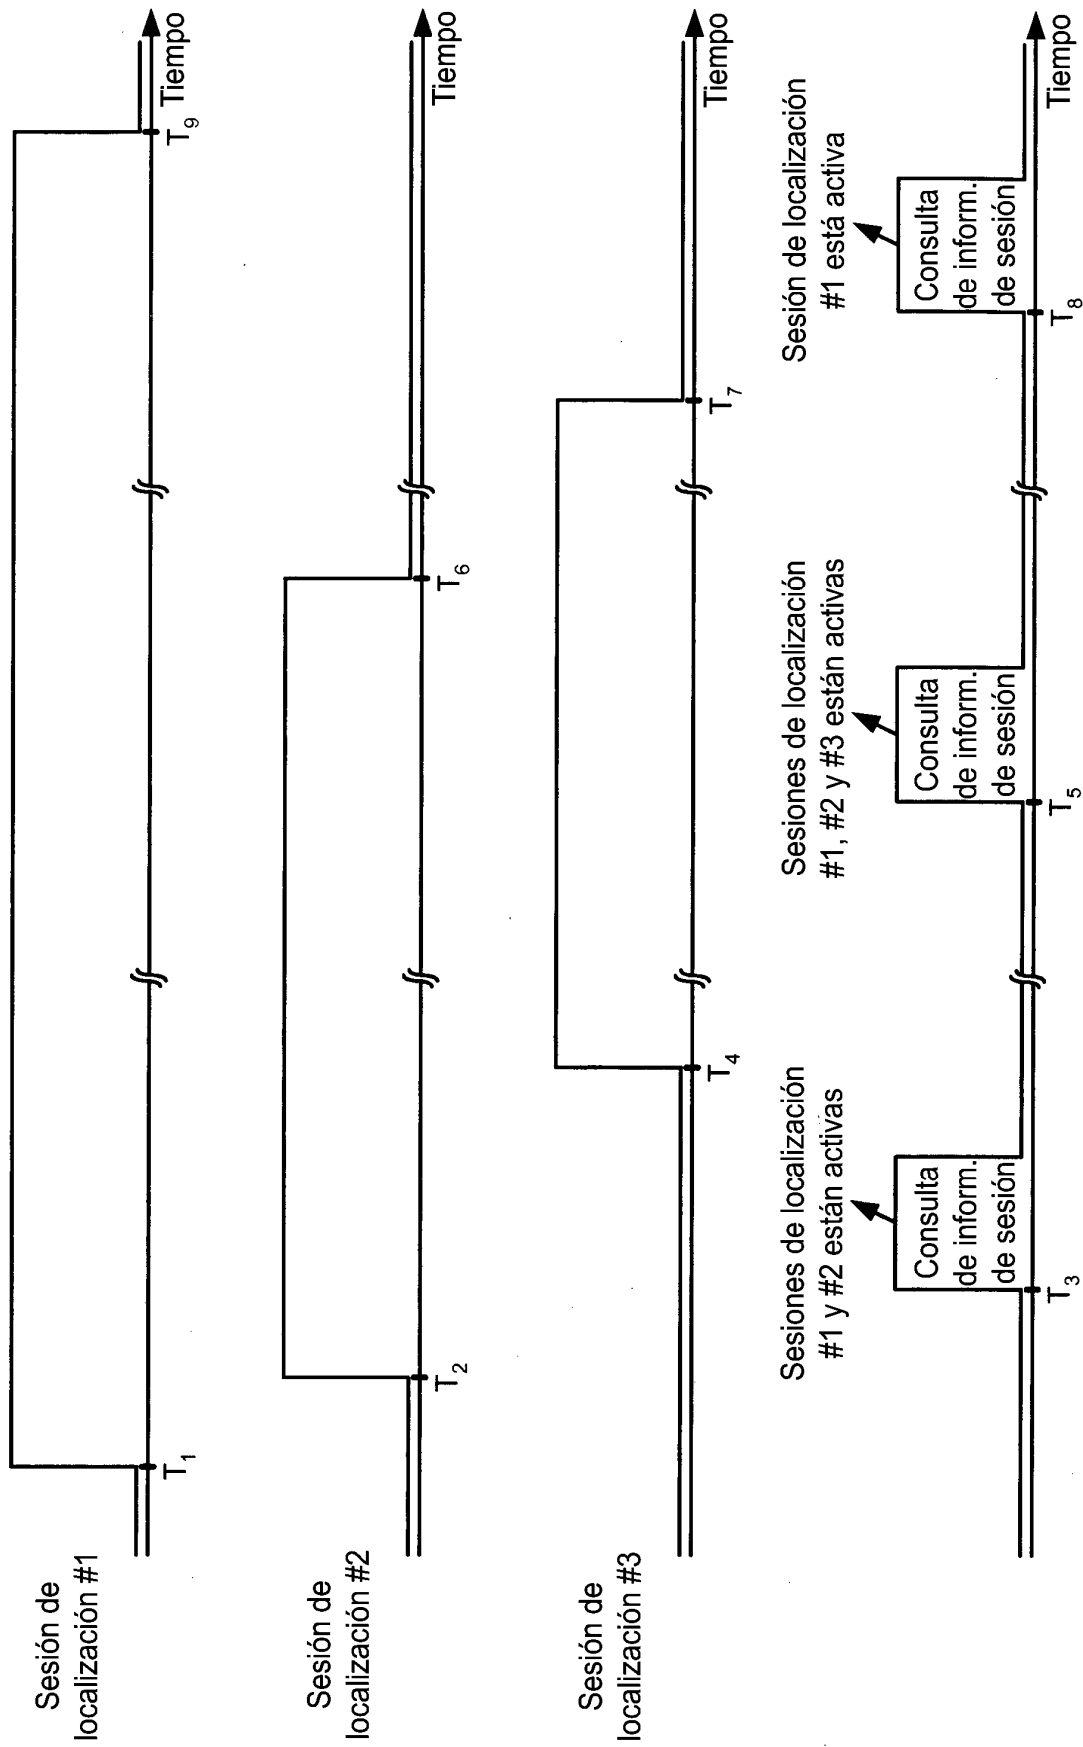 Sesión de
localización #1
T1
T9
Tiempo
Sesión de
localización #2
T2
T6
Tiempo
Sesión de
localización #3
T4
T7
Tiempo
Sesiones de localización
#1 y #2 están activas
Consulta
de inform.
de sesión
T3
Sesiones de localización
#1, #2 y #3 están activas
Consulta
de inform.
de sesión
T5
Sesión de localización
#1 está activa
Consulta
de inform.
de sesión
T8
Tiempo